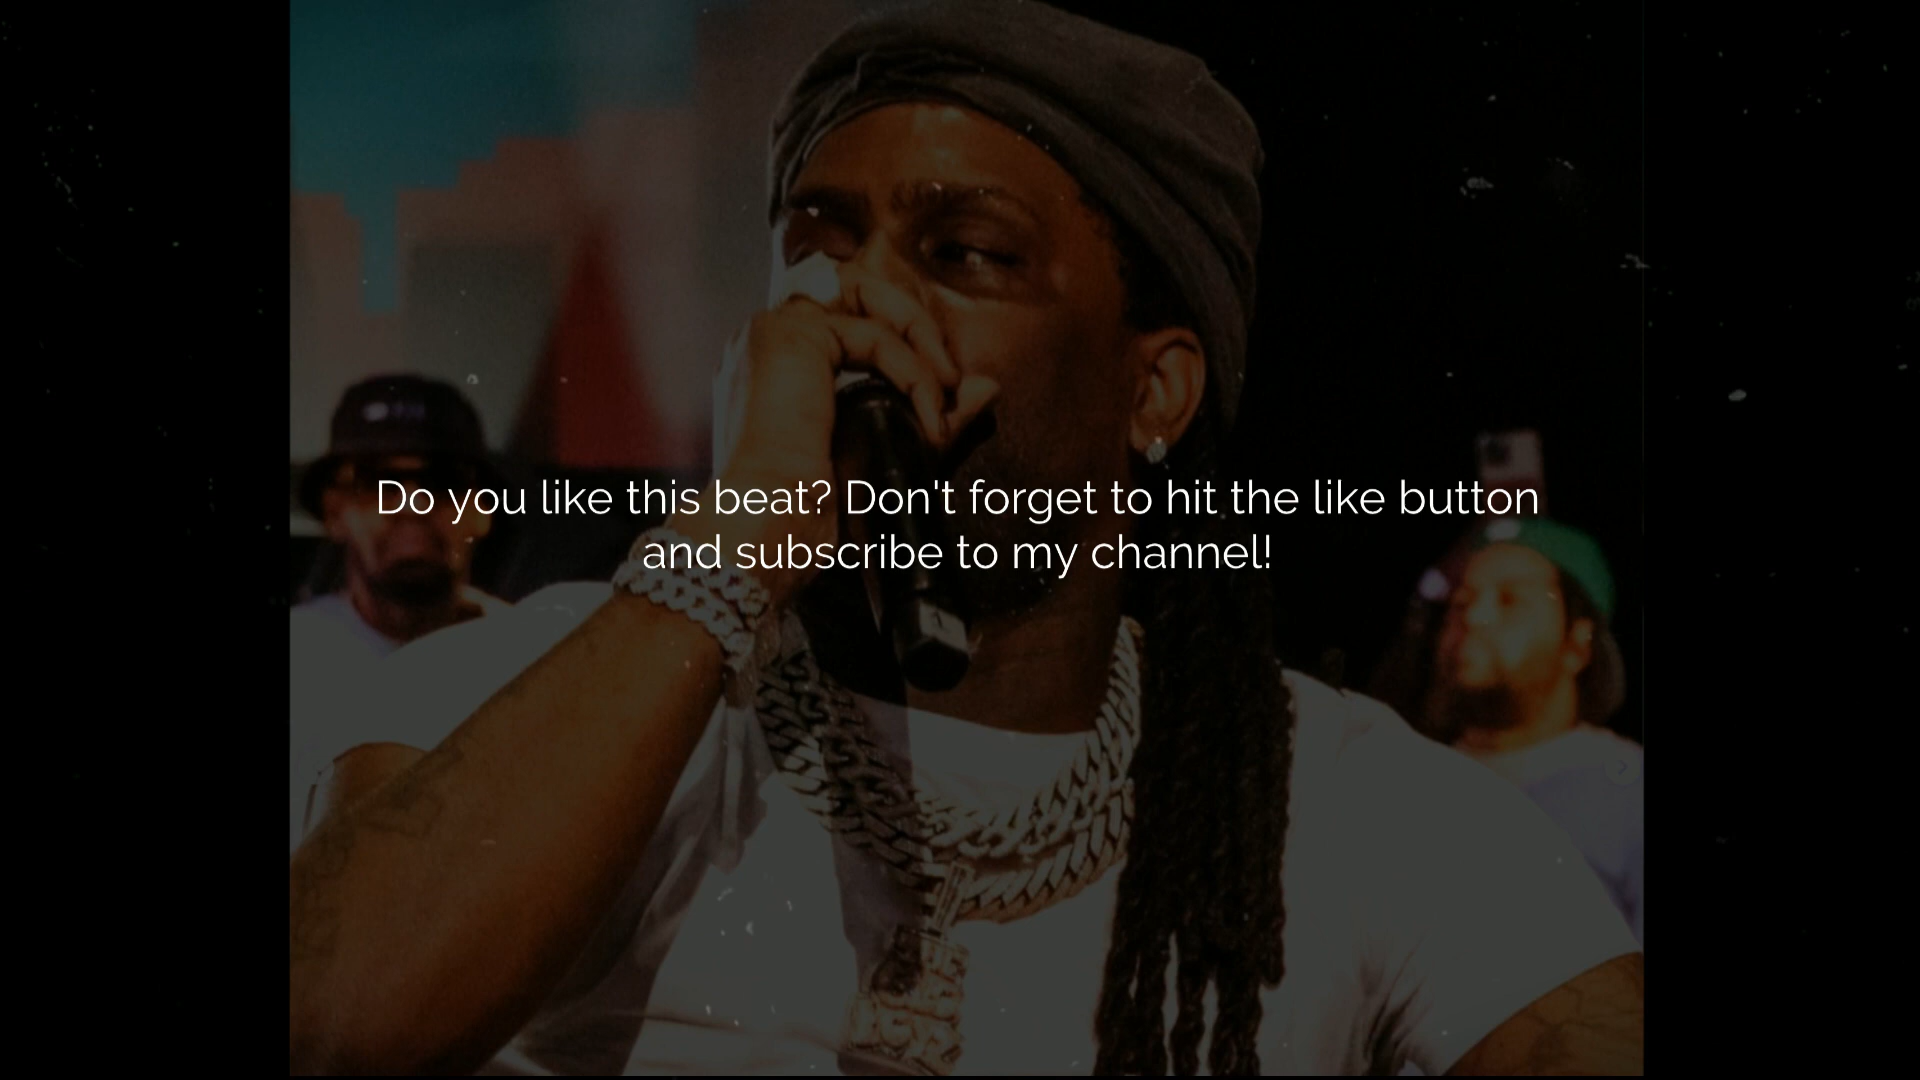 Do you like this beat? Don't forget to hit the like button
and subscribe to my channel!